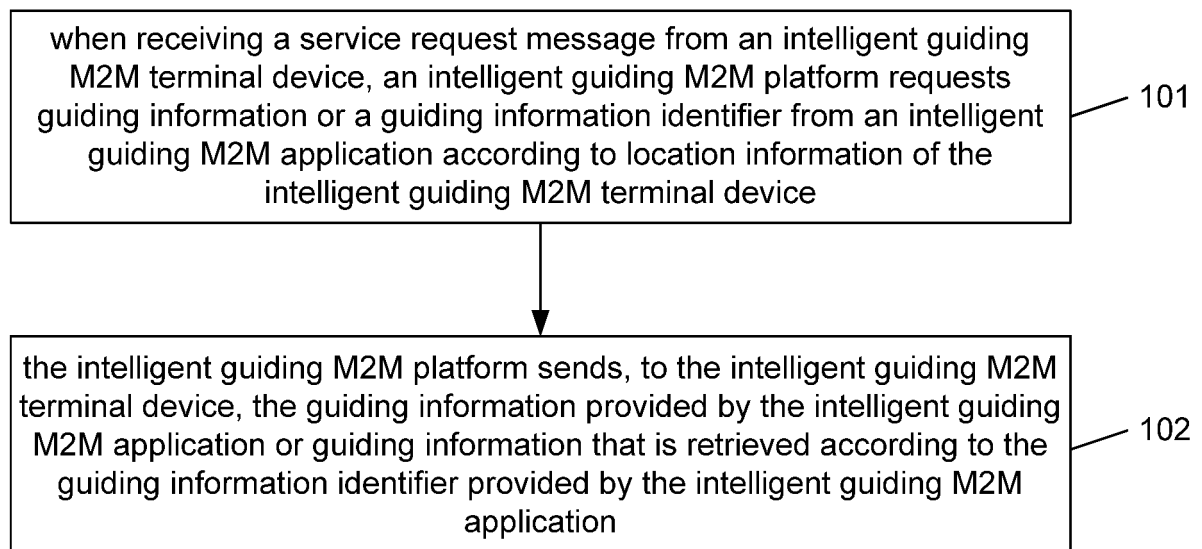 when receiving a service request message from an intelligent guiding
M2M terminal device, an intelligent guiding M2M platform requests
guiding information or a guiding information identifier from an intelligent
guiding M2M application according to location information of the
intelligent guiding M2M terminal device
101
the intelligent guiding M2M platform sends, to the intelligent guiding M2M
terminal device, the guiding information provided by the intelligent guiding
M2M application or guiding information that is retrieved according to the
guiding information identifier provided by the intelligent guiding M2M
application
102